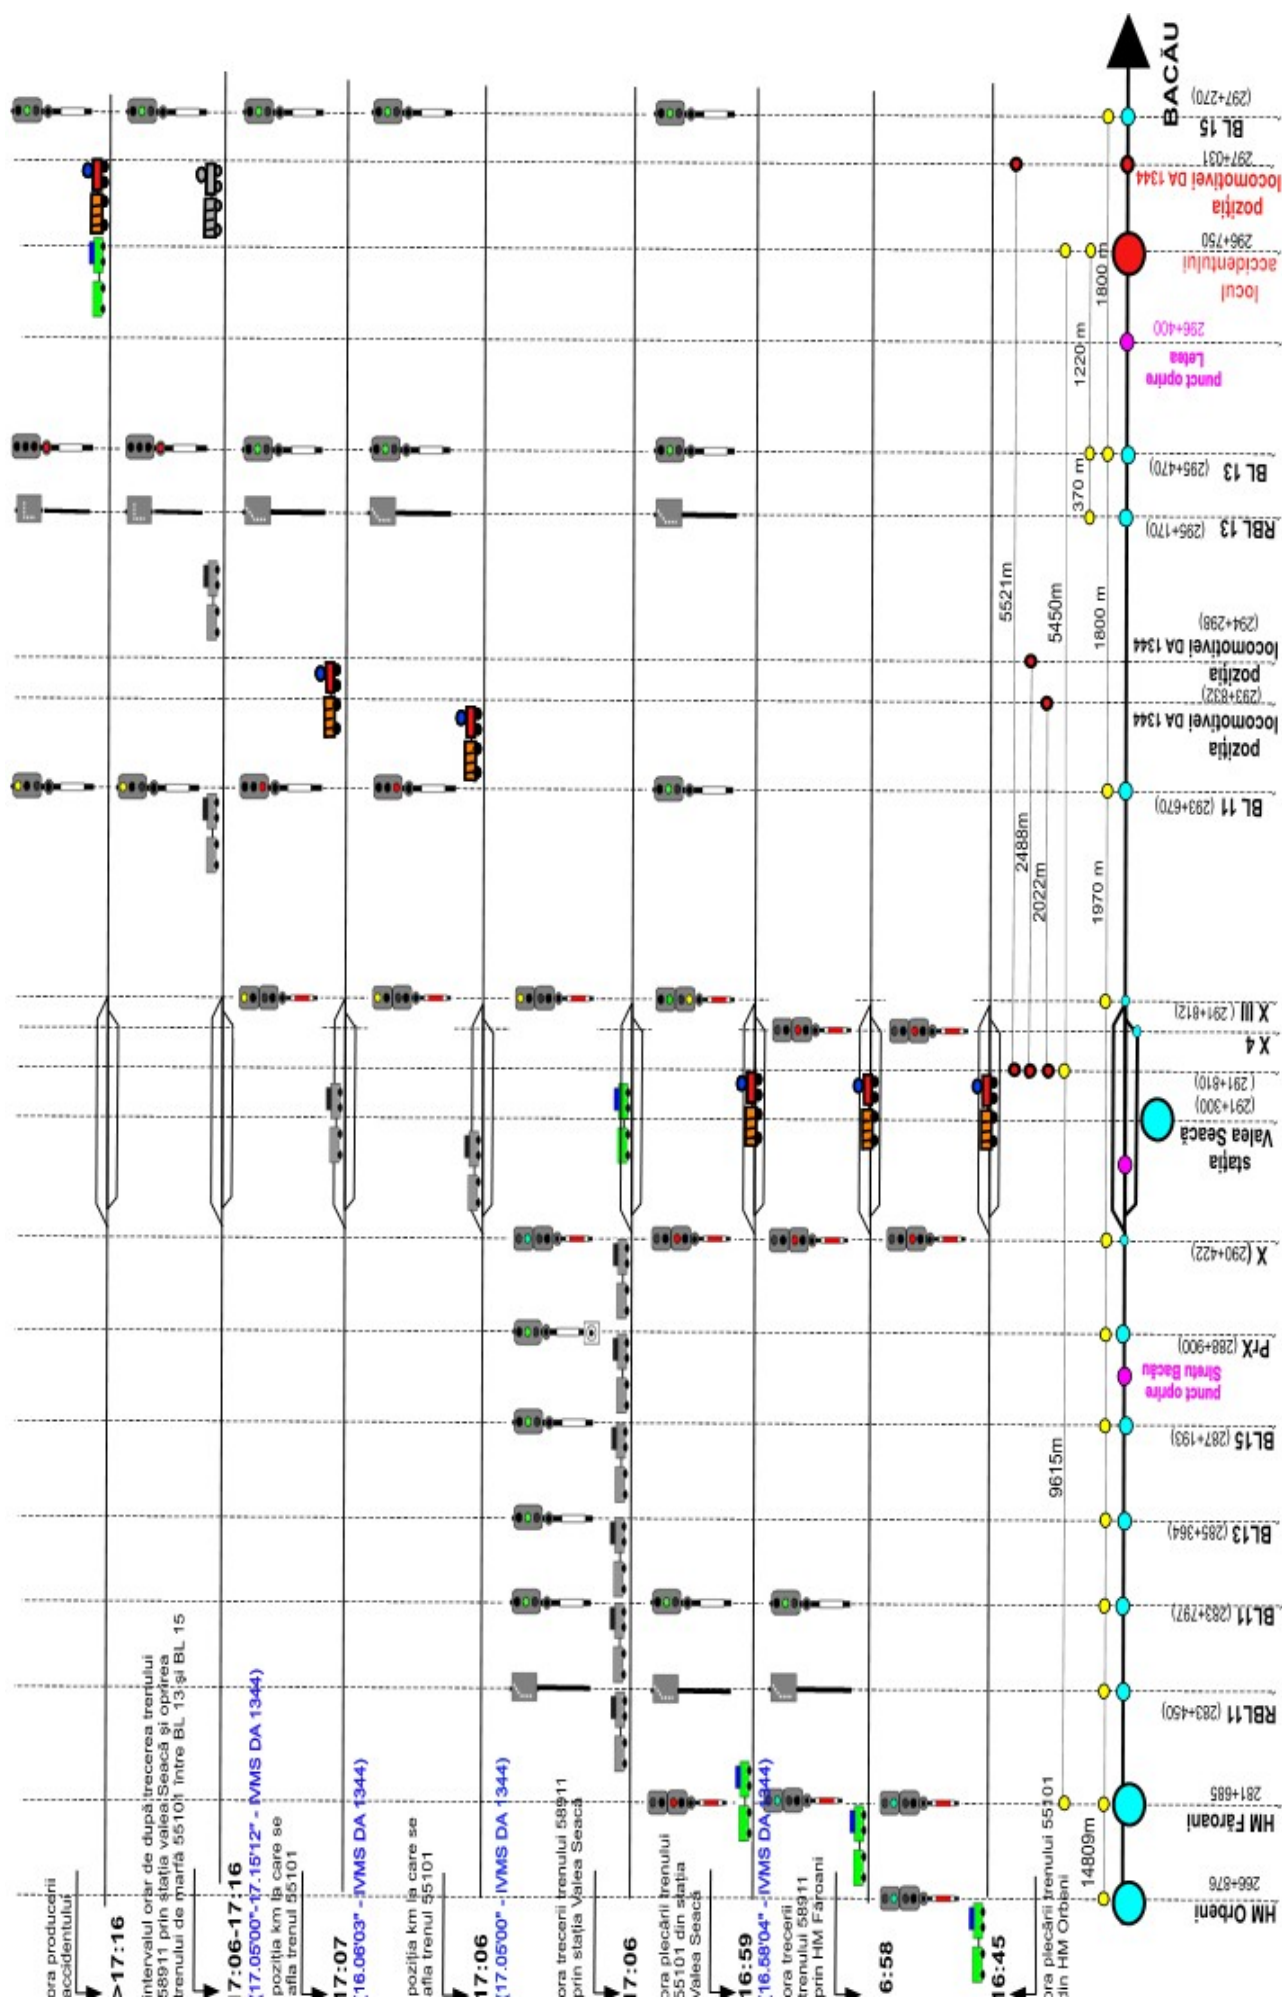 ora producerii
accidentului
>17:16
intervalul orar de după trecerea trenului
58911 prin stația valea Seacă și oprirea
trenului de marfă 55101 între BL 13 și BL 15
17:06-17:16
(17.05'00"-17.15'12" - IVMS DA 1344)
poziția km la care se
afla trenul 55101
17:07
(16.06'03" - IVMS DA 1344)
poziția km la care se
afla trenul 55101
17:06
(17.05'00" - IVMS DA 1344)
ora trecerii trenului 58911
prin stația Valea Seacă
17:06
ora plecării trenului
55101 din stația
Valea Seacă
16:59
(16.58'04" - IVMS DA 1344)
ora trecerii
trenului 58911
prin HM Făroani
6:58
16:45
ora plecării trenului 55101
din HM Orbeni
14809m
9615m
2022m
2488m
5521m
5450m
1970 m
1800 m
370 m
1220 m
1800 m
HM Orbeni
266+876
HM Făroani
281+685
RBL11 (283+450)
BL11 (283+797)
BL13 (285+364)
BL15 (287+193)
punct oprire
Siretu Bacău
PrX (288+900)
X (290+422)
stația
Valea Seacă
(291+300)
(291+810)
X 4
X III (291+812)
BL 11 (293+670)
poziția
locomotivei DA 1344
(293+832)
poziția
locomotivei DA 1344
(294+298)
RBL 13 (295+170)
BL 13 (295+470)
punct oprire
Letea
296+400
locul
accidentului
296+750
poziția
locomotivei DA 1344
297+031
BL 15
(297+270)
BACĂU